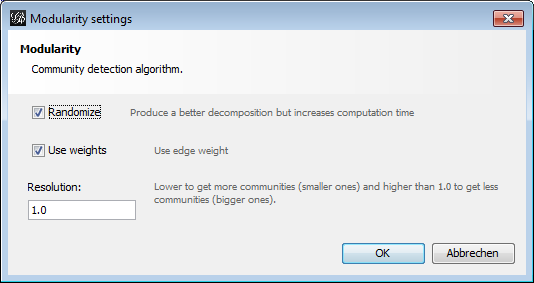 Modularity settings
Modularity
Community detection algorithm.
Randomize Produce a better decomposition but increases computation time
Use weights Use edge weight
Resolution: Lower to get more communities (smaller ones) and higher than 1.0 to get less
communities (bigger ones).
1.0
OK Abbrechen